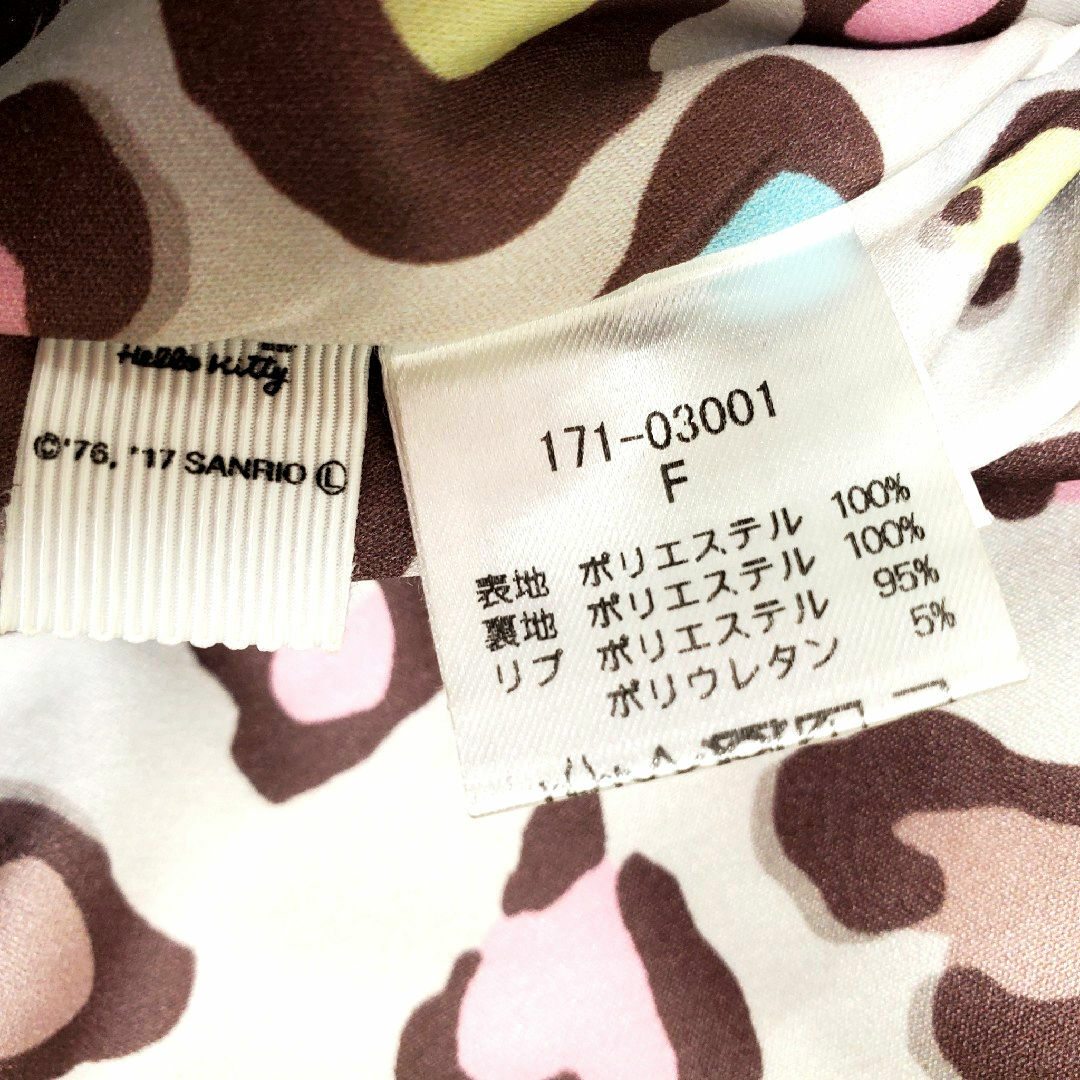 Hello Kitty
©'76, '17 SANRIO Ⓛ
171-03001
F
表地 ポリエステル 100%
裏地 ポリエステル 100%
リブ ポリエステル 95%
ポリウレタン 5%